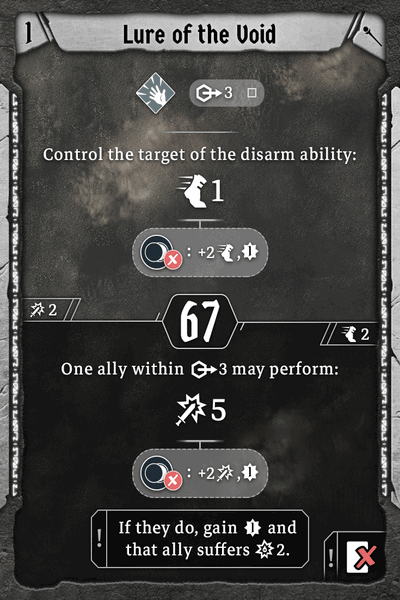 1 Lure of the Void
3
Control the target of the disarm ability:
1
: +2 ,
2
67
2
One ally within 3 may perform:
5
: +2 ,
! If they do, gain and
that ally suffers 2.
!